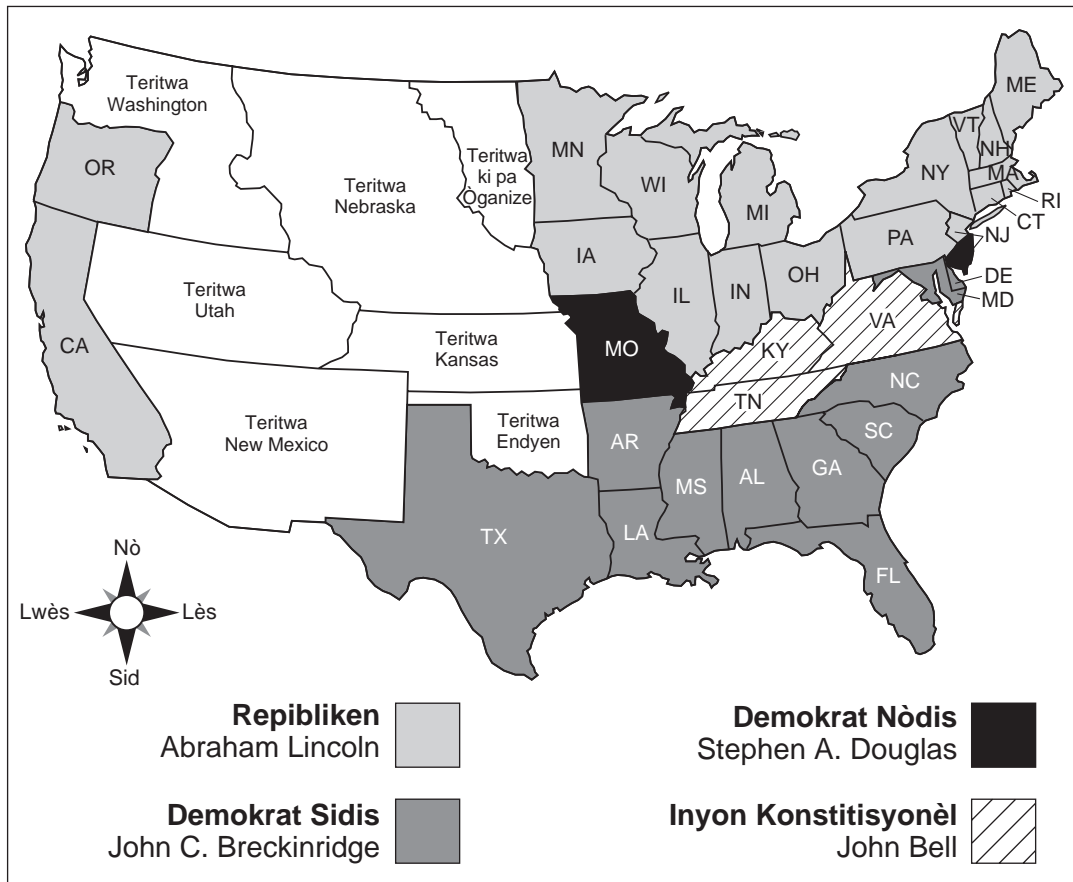 Teritwa
Washington
OR
CA
Teritwa
Nebraska
Teritwa
ki pa
Òganize
Teritwa
Utah
Teritwa
Kansas
Teritwa
New Mexico
Teritwa
Endyen
MN
WI
MI
IA
IL
IN
OH
MO
KY
TN
VA
PA
NY
VT
NH
ME
MA
RI
CT
NJ
DE
MD
NC
SC
GA
AL
MS
AR
LA
TX
FL
Nò
Lwès
Lès
Sid
Repibliken
Abraham Lincoln
Demokrat Nòdis
Stephen A. Douglas
Demokrat Sidis
John C. Breckinridge
Inyon Konstitisyonèl
John Bell